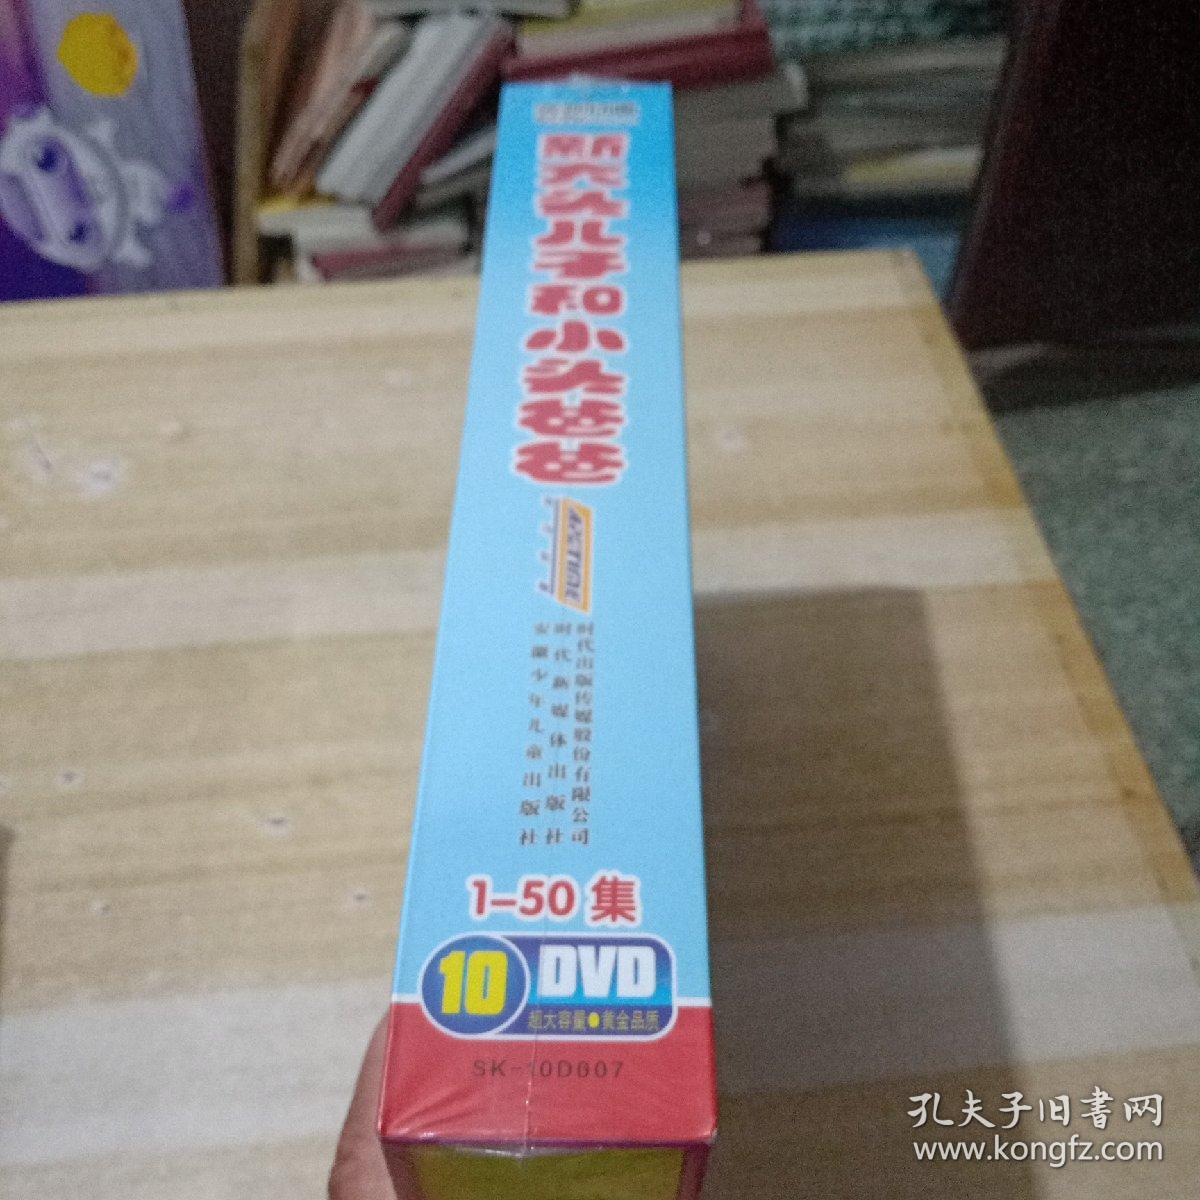 新大头儿子和小头爸爸
时代出版传媒股份有限公司
时代新媒体出版社
安徽少年儿童出版社
1-50 集
10 DVD
超大容量●黄金品质
SK-10D607
孔夫子旧書网
www.kongfz.com